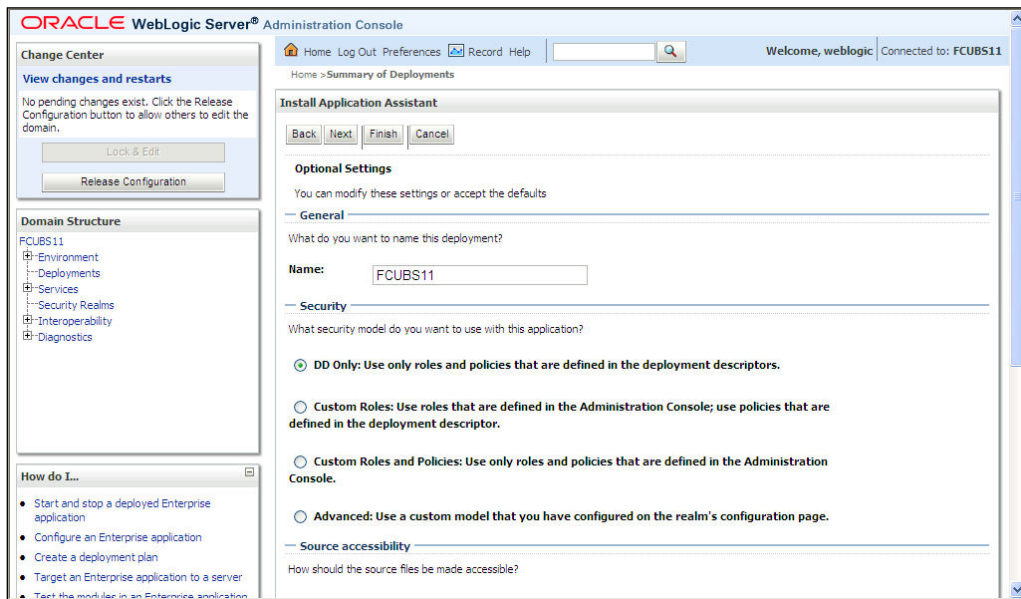 ORACLE WebLogic Server® Administration Console
Change Center
View changes and restarts
No pending changes exist. Click the Release
Configuration button to allow others to edit the
domain.
Lock & Edit
Release Configuration
Domain Structure
FCUBS11
Environment
Deployments
Services
Security Realms
Interoperability
Diagnostics
How do I...
Start and stop a deployed Enterprise
application
Configure an Enterprise application
Create a deployment plan
Target an Enterprise application to a server
Test the modules in an Enterprise application
Home Log Out Preferences Record Help
Welcome, weblogic Connected to: FCUBS11
Home >Summary of Deployments
Install Application Assistant
Back Next Finish Cancel
Optional Settings
You can modify these settings or accept the defaults
General
What do you want to name this deployment?
Name: FCUBS11
Security
What security model do you want to use with this application?
DD Only: Use only roles and policies that are defined in the deployment descriptors.
Custom Roles: Use roles that are defined in the Administration Console; use policies that are
defined in the deployment descriptor.
Custom Roles and Policies: Use only roles and policies that are defined in the Administration
Console.
Advanced: Use a custom model that you have configured on the realm's configuration page.
Source accessibility
How should the source files be made accessible?